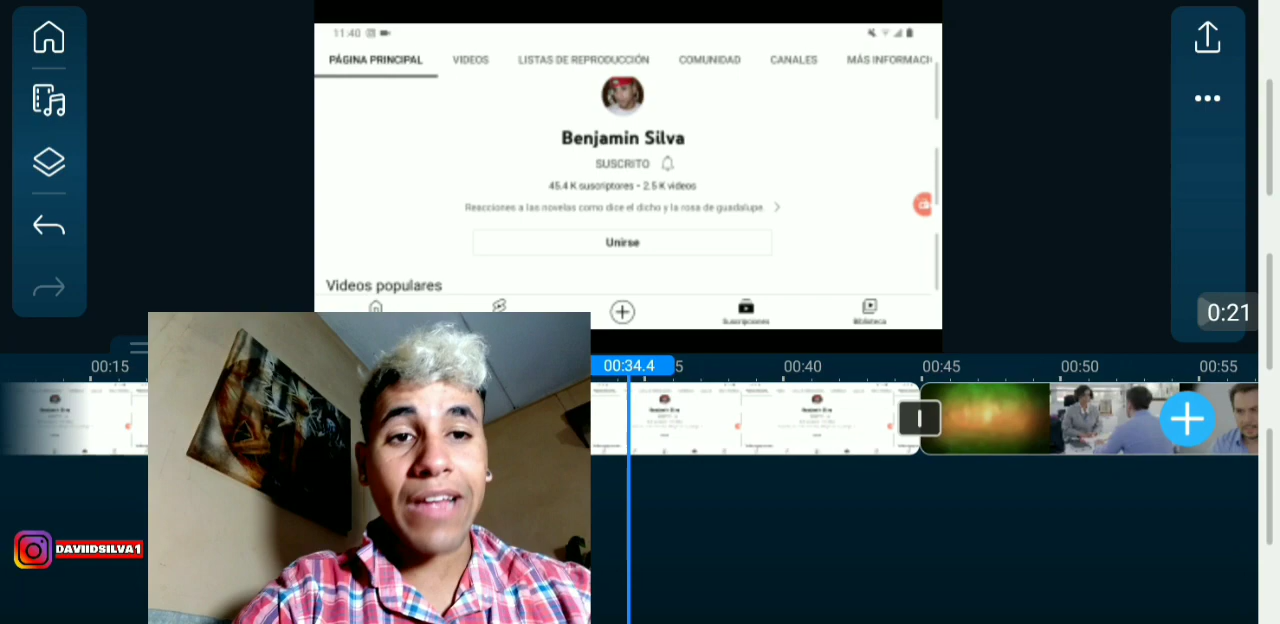 11:40
PÁGINA PRINCIPAL VIDEOS LISTAS DE REPRODUCCIÓN COMUNIDAD CANALES MÁS INFORMACI
Benjamin Silva
SUSCRITO
45.4 K suscriptores • 2.5 K videos
Reacciones a las novelas como dice el dicho y la rosa de guadalupe
Unirse
Videos populares
Suscripciones Biblioteca
0:21
00:15 00:34.4 5 00:40 00:45 00:50 00:55
DAVIIDSILVA1